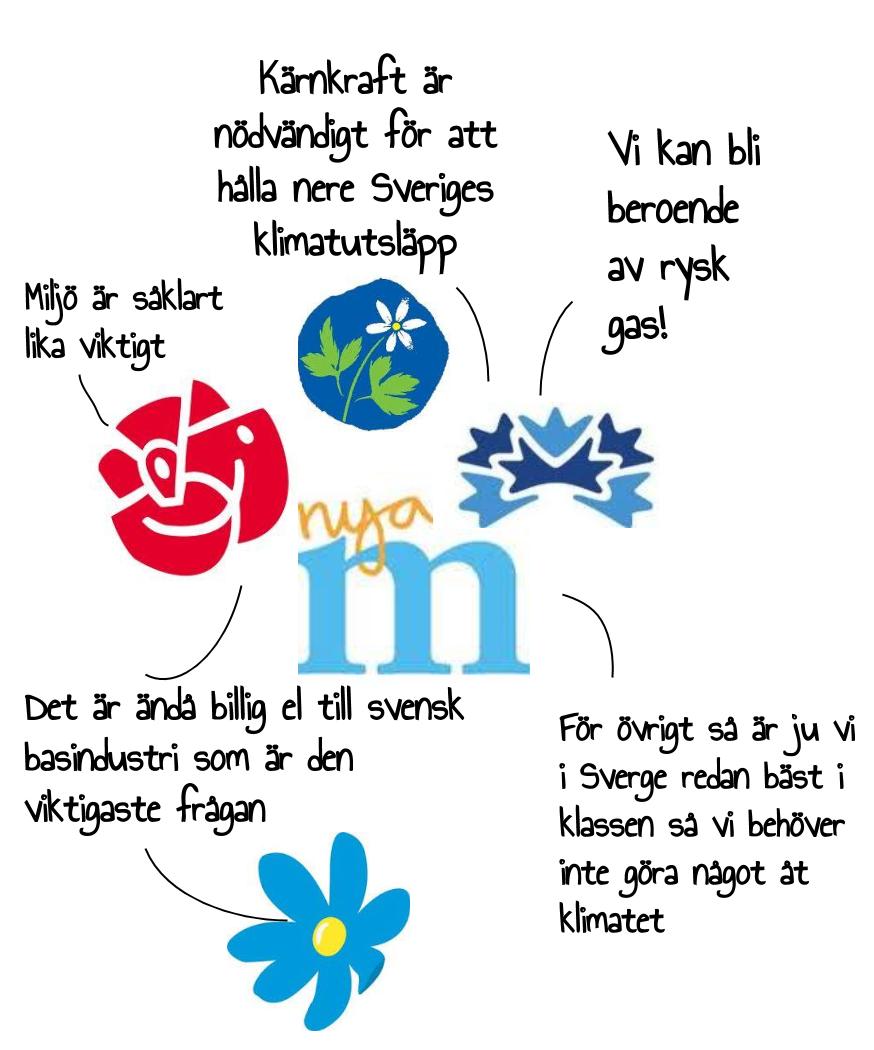 Kärnkraft är
nödvändigt för att
hålla nere Sveriges
klimatutsläpp
Vi kan bli
beroende
av rysk
gas!
Miljö är såklart
lika viktigt
nya
m
Det är ändå billig el till svensk
basindustri som är den
viktigaste frågan
För övrigt så är ju vi
i Sverge redan bäst i
klassen så vi behöver
inte göra något åt
klimatet